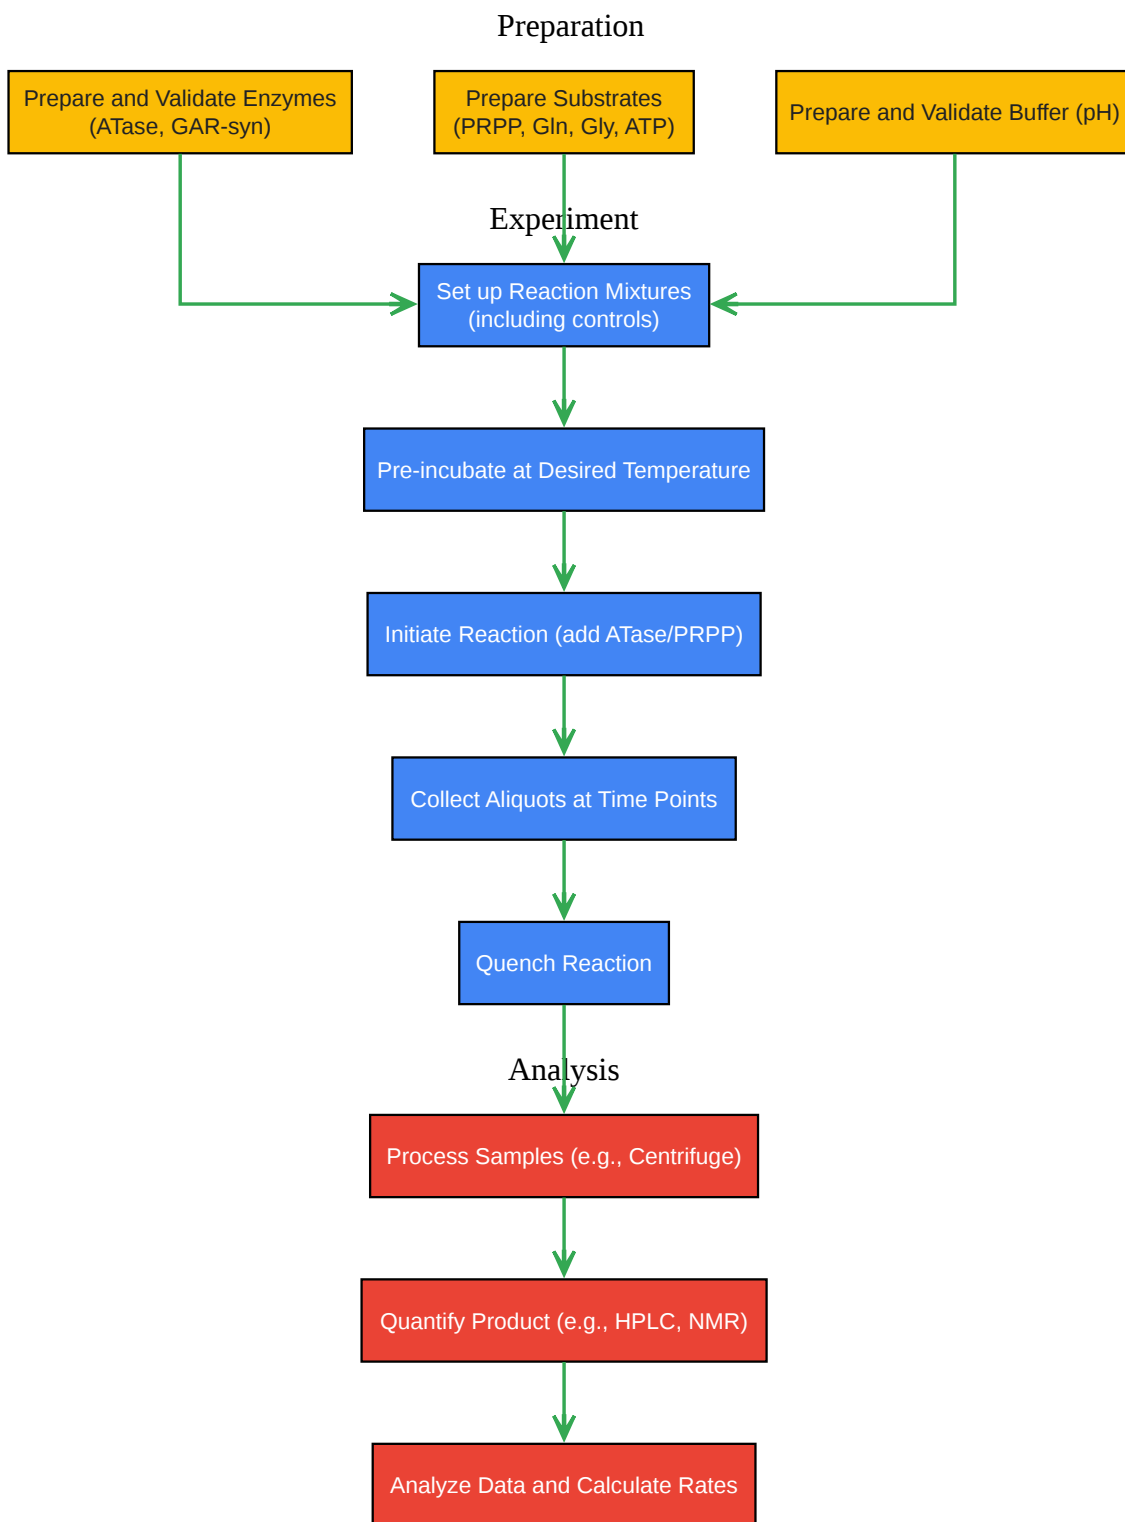 Preparation
Prepare and Validate Enzymes
(ATase, GAR-syn)
Prepare Substrates
(PRPP, Gln, Gly, ATP)
Prepare and Validate Buffer (pH)
Experiment
Set up Reaction Mixtures
(including controls)
Pre-incubate at Desired Temperature
Initiate Reaction (add ATase/PRPP)
Collect Aliquots at Time Points
Quench Reaction
Analysis
Process Samples (e.g., Centrifuge)
Quantify Product (e.g., HPLC, NMR)
Analyze Data and Calculate Rates